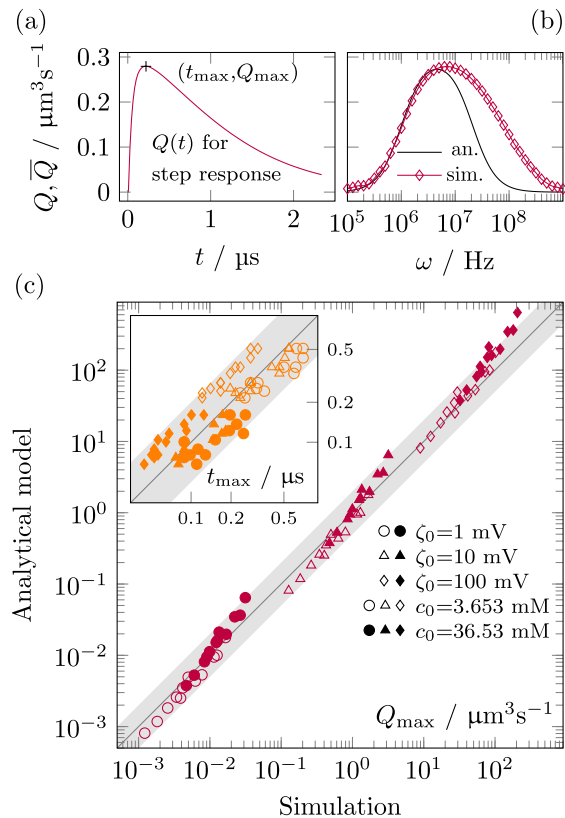 (a)
(b)
Q, Q̅ / μm³s⁻¹
0.3
0.2
0.1
0
(tmax,Qmax)
Q(t) for
step response
0
1
2
t / μs
an.
sim.
10⁵
10⁶
10⁷
10⁸
ω / Hz
(c)
Analytical model
10²
10¹
10⁰
10⁻¹
10⁻²
10⁻³
0.5
0.2
0.1
tmax / μs
0.1
0.2
0.5
ζ₀=1 mV
ζ₀=10 mV
ζ₀=100 mV
c₀=3.653 mM
c₀=36.53 mM
Qmax / μm³s⁻¹
10⁻³
10⁻²
10⁻¹
10⁰
10¹
10²
Simulation